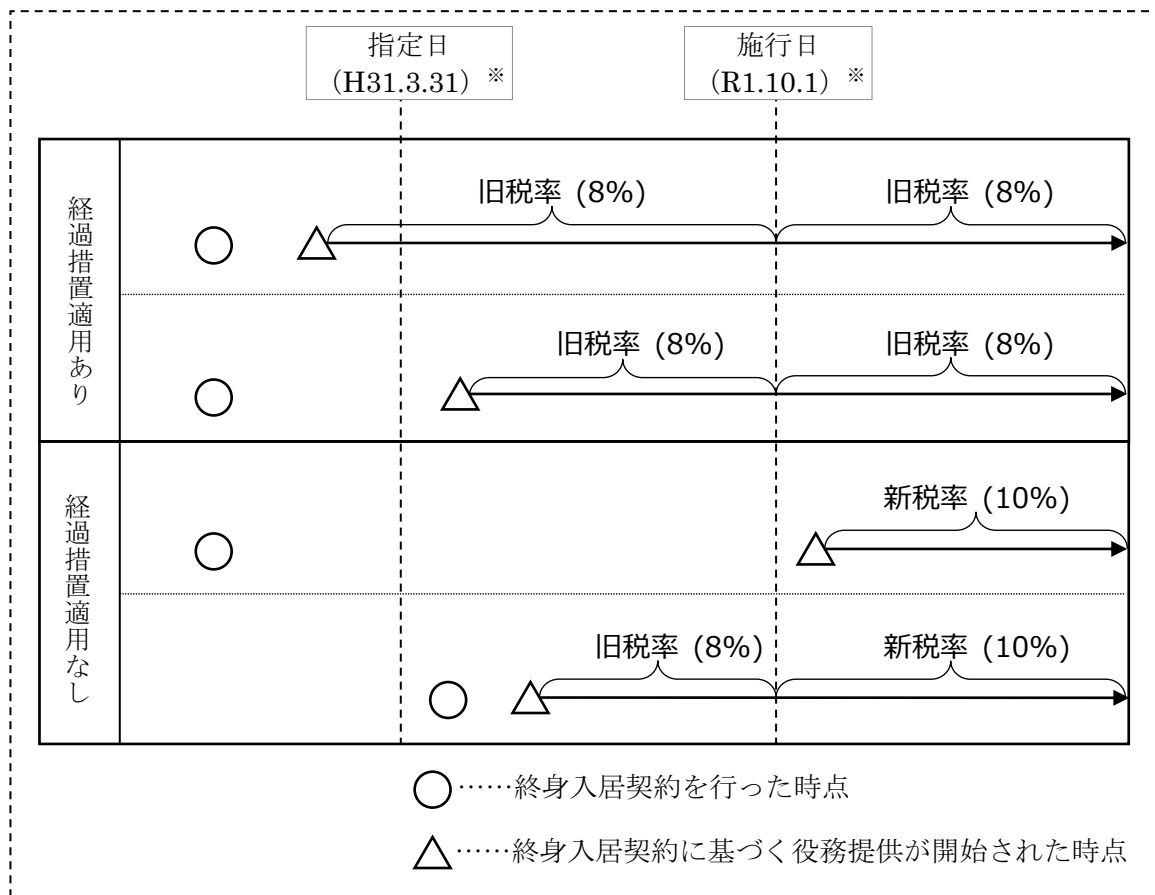 指定日
(H31.3.31) ※
施行日
(R1.10.1) ※
経過措置適用あり
旧税率 (8%)
旧税率 (8%)
旧税率 (8%)
旧税率 (8%)
経過措置適用なし
新税率 (10%)
旧税率 (8%)
新税率 (10%)
○……終身入居契約を行った時点
△……終身入居契約に基づく役務提供が開始された時点